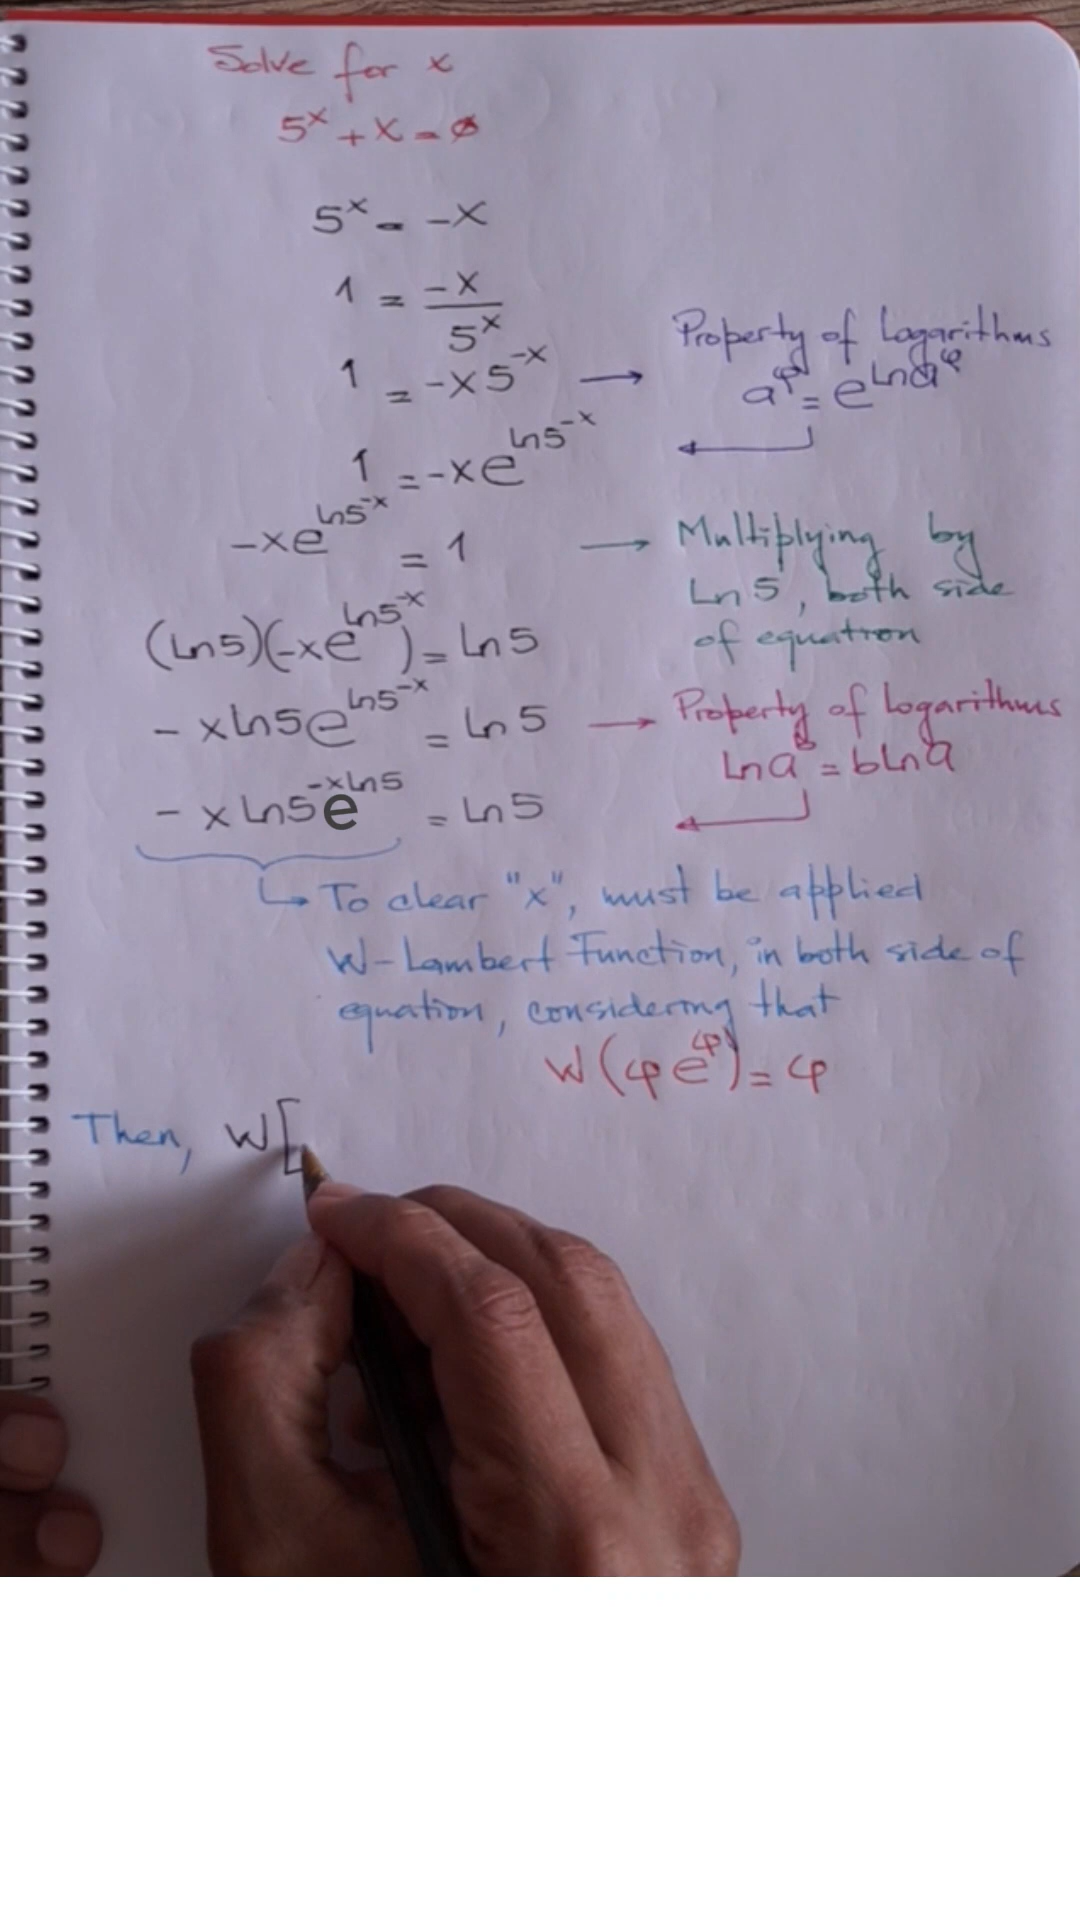 Solve for x
5^x + x = 0
5^x = -x
1 = -x/5^x
1 = -x5^-x → Property of Logarithms
a^φ = e^Lna^φ
1 = -xe^ln5^-x
-xe^ln5^-x = 1 → Multiplying by
Ln5, both side
of equation
(Ln5)(-xe^ln5^-x) = Ln5
- xln5e^ln5^-x = Ln5 → Property of Logarithms
Lna^b = bLna
- xLn5e^-xln5 = Ln5
↳ To clear "x", must be applied
W-Lambert Function, in both side of
equation, considering that
W(φe^φ) = φ
Then, W[